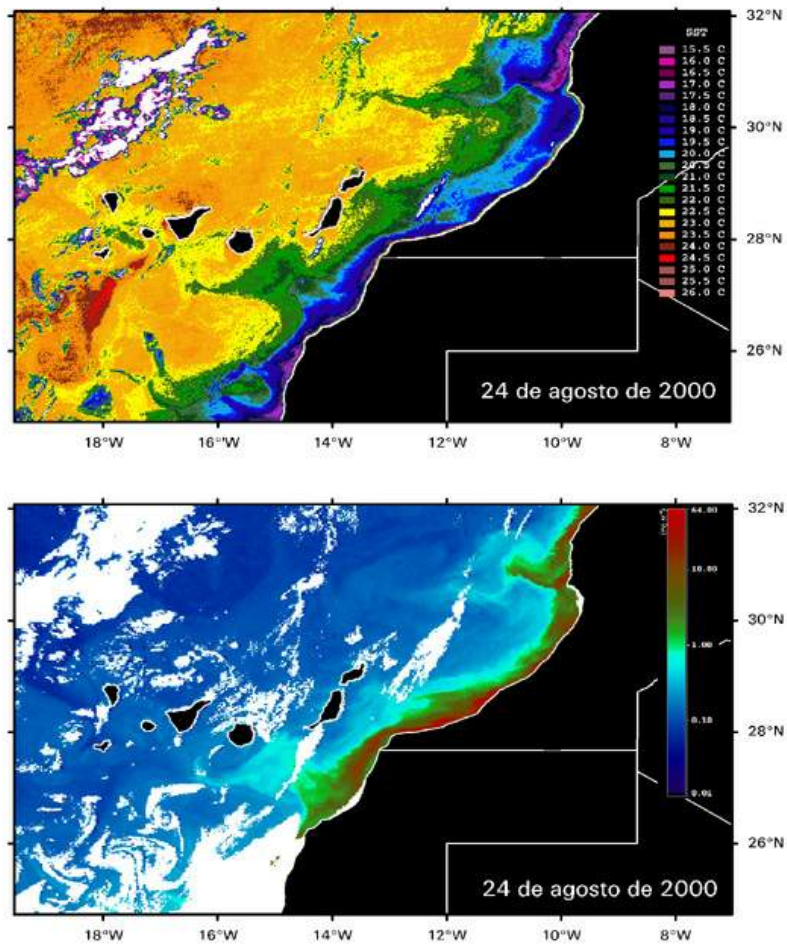 32°N
SST
15.5 C
16.0 C
16.5 C
17.0 C
17.5 C
18.0 C
18.5 C
19.0 C
19.5 C
20.0 C
20.5 C
21.0 C
21.5 C
22.0 C
22.5 C
23.0 C
23.5 C
24.0 C
24.5 C
25.0 C
25.5 C
26.0 C
30°N
28°N
26°N
24 de agosto de 2000
18°W 16°W 14°W 12°W 10°W 8°W
32°N
64.00
10.00
1.00
0.10
0.01
30°N
28°N
26°N
24 de agosto de 2000
18°W 16°W 14°W 12°W 10°W 8°W